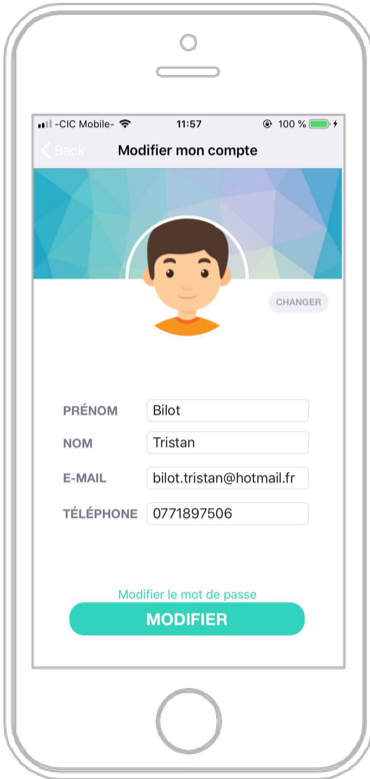 -CIC Mobile- 11:57 100 %
Back Modifier mon compte
CHANGER
PRÉNOM Bilot
NOM Tristan
E-MAIL bilot.tristan@hotmail.fr
TÉLÉPHONE 0771897506
Modifier le mot de passe
MODIFIER